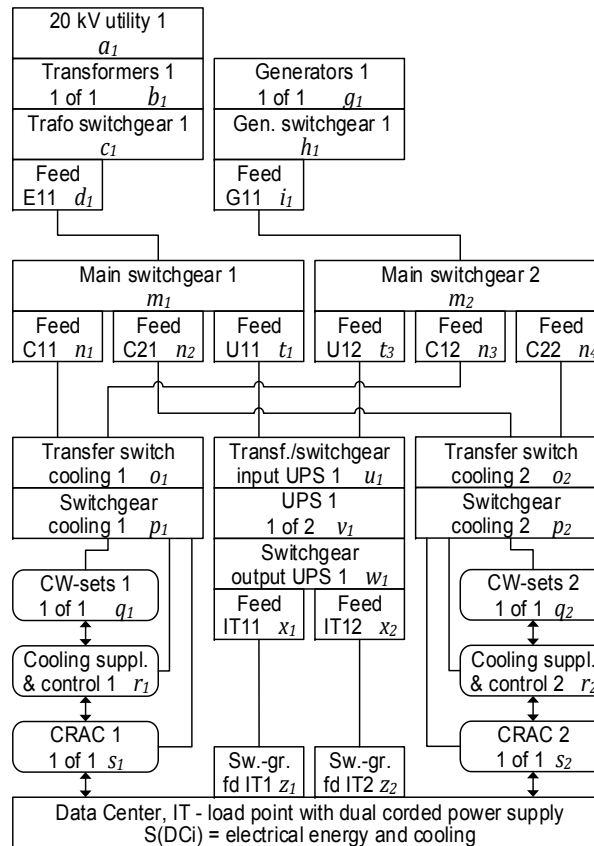 20 kV utility 1
a1
Transformers 1
1 of 1 b1
Trafo switchgear 1
c1
Feed
E11 d1
Generators 1
1 of 1 g1
Gen. switchgear 1
h1
Feed
G11 i1
Main switchgear 1
m1
Main switchgear 2
m2
Feed
C11 n1
Feed
C21 n2
Feed
U11 t1
Feed
U12 t3
Feed
C12 n3
Feed
C22 n4
Transfer switch
cooling 1 o1
Switchgear
cooling 1 p1
CW-sets 1
1 of 1 q1
Cooling suppl.
& control 1 r1
CRAC 1
1 of 1 s1
Transf./switchgear
input UPS 1 u1
UPS 1
1 of 2 v1
Switchgear
output UPS 1 w1
Feed
IT11 x1
Feed
IT12 x2
Sw.-gr.
fd IT1 z1
Sw.-gr.
fd IT2 z2
Transfer switch
cooling 2 o2
Switchgear
cooling 2 p2
CW-sets 2
1 of 1 q2
Cooling suppl.
& control 2 r2
CRAC 2
1 of 1 s2
Data Center, IT - load point with dual corded power supply
S(DCi) = electrical energy and cooling